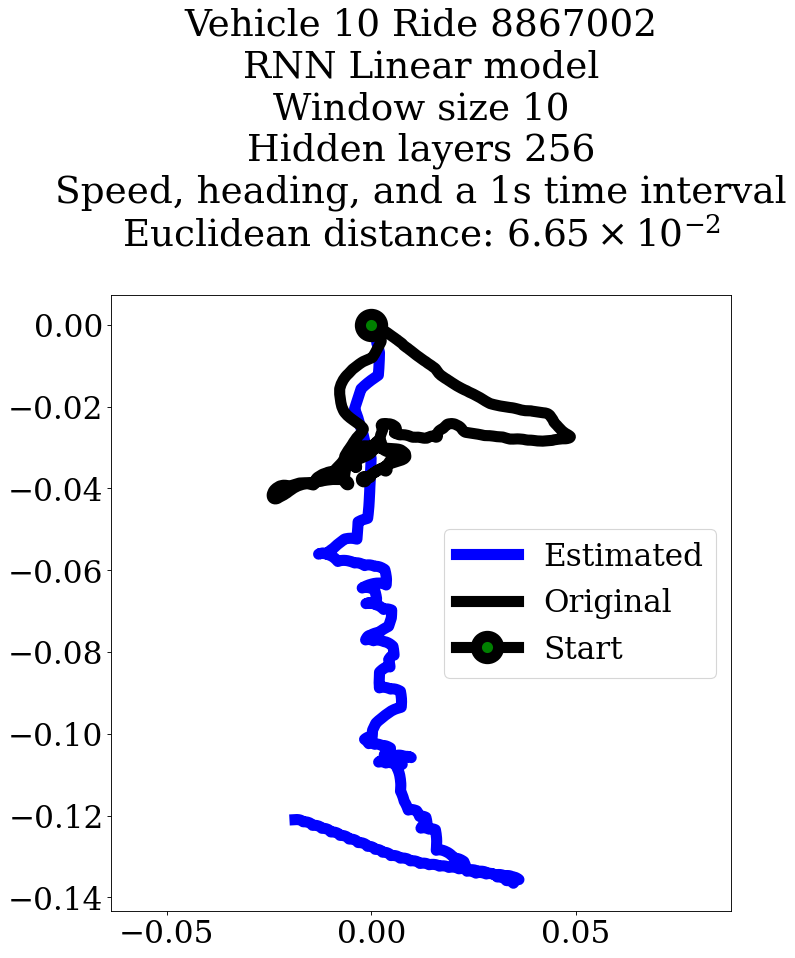 Vehicle 10 Ride 8867002
RNN Linear model
Window size 10
Hidden layers 256
Speed, heading, and a 1s time interval
Euclidean distance: 6.65 × 10⁻²
0.00
−0.02
−0.04
−0.06
−0.08
−0.10
−0.12
−0.14
Estimated
Original
Start
−0.05 0.00 0.05